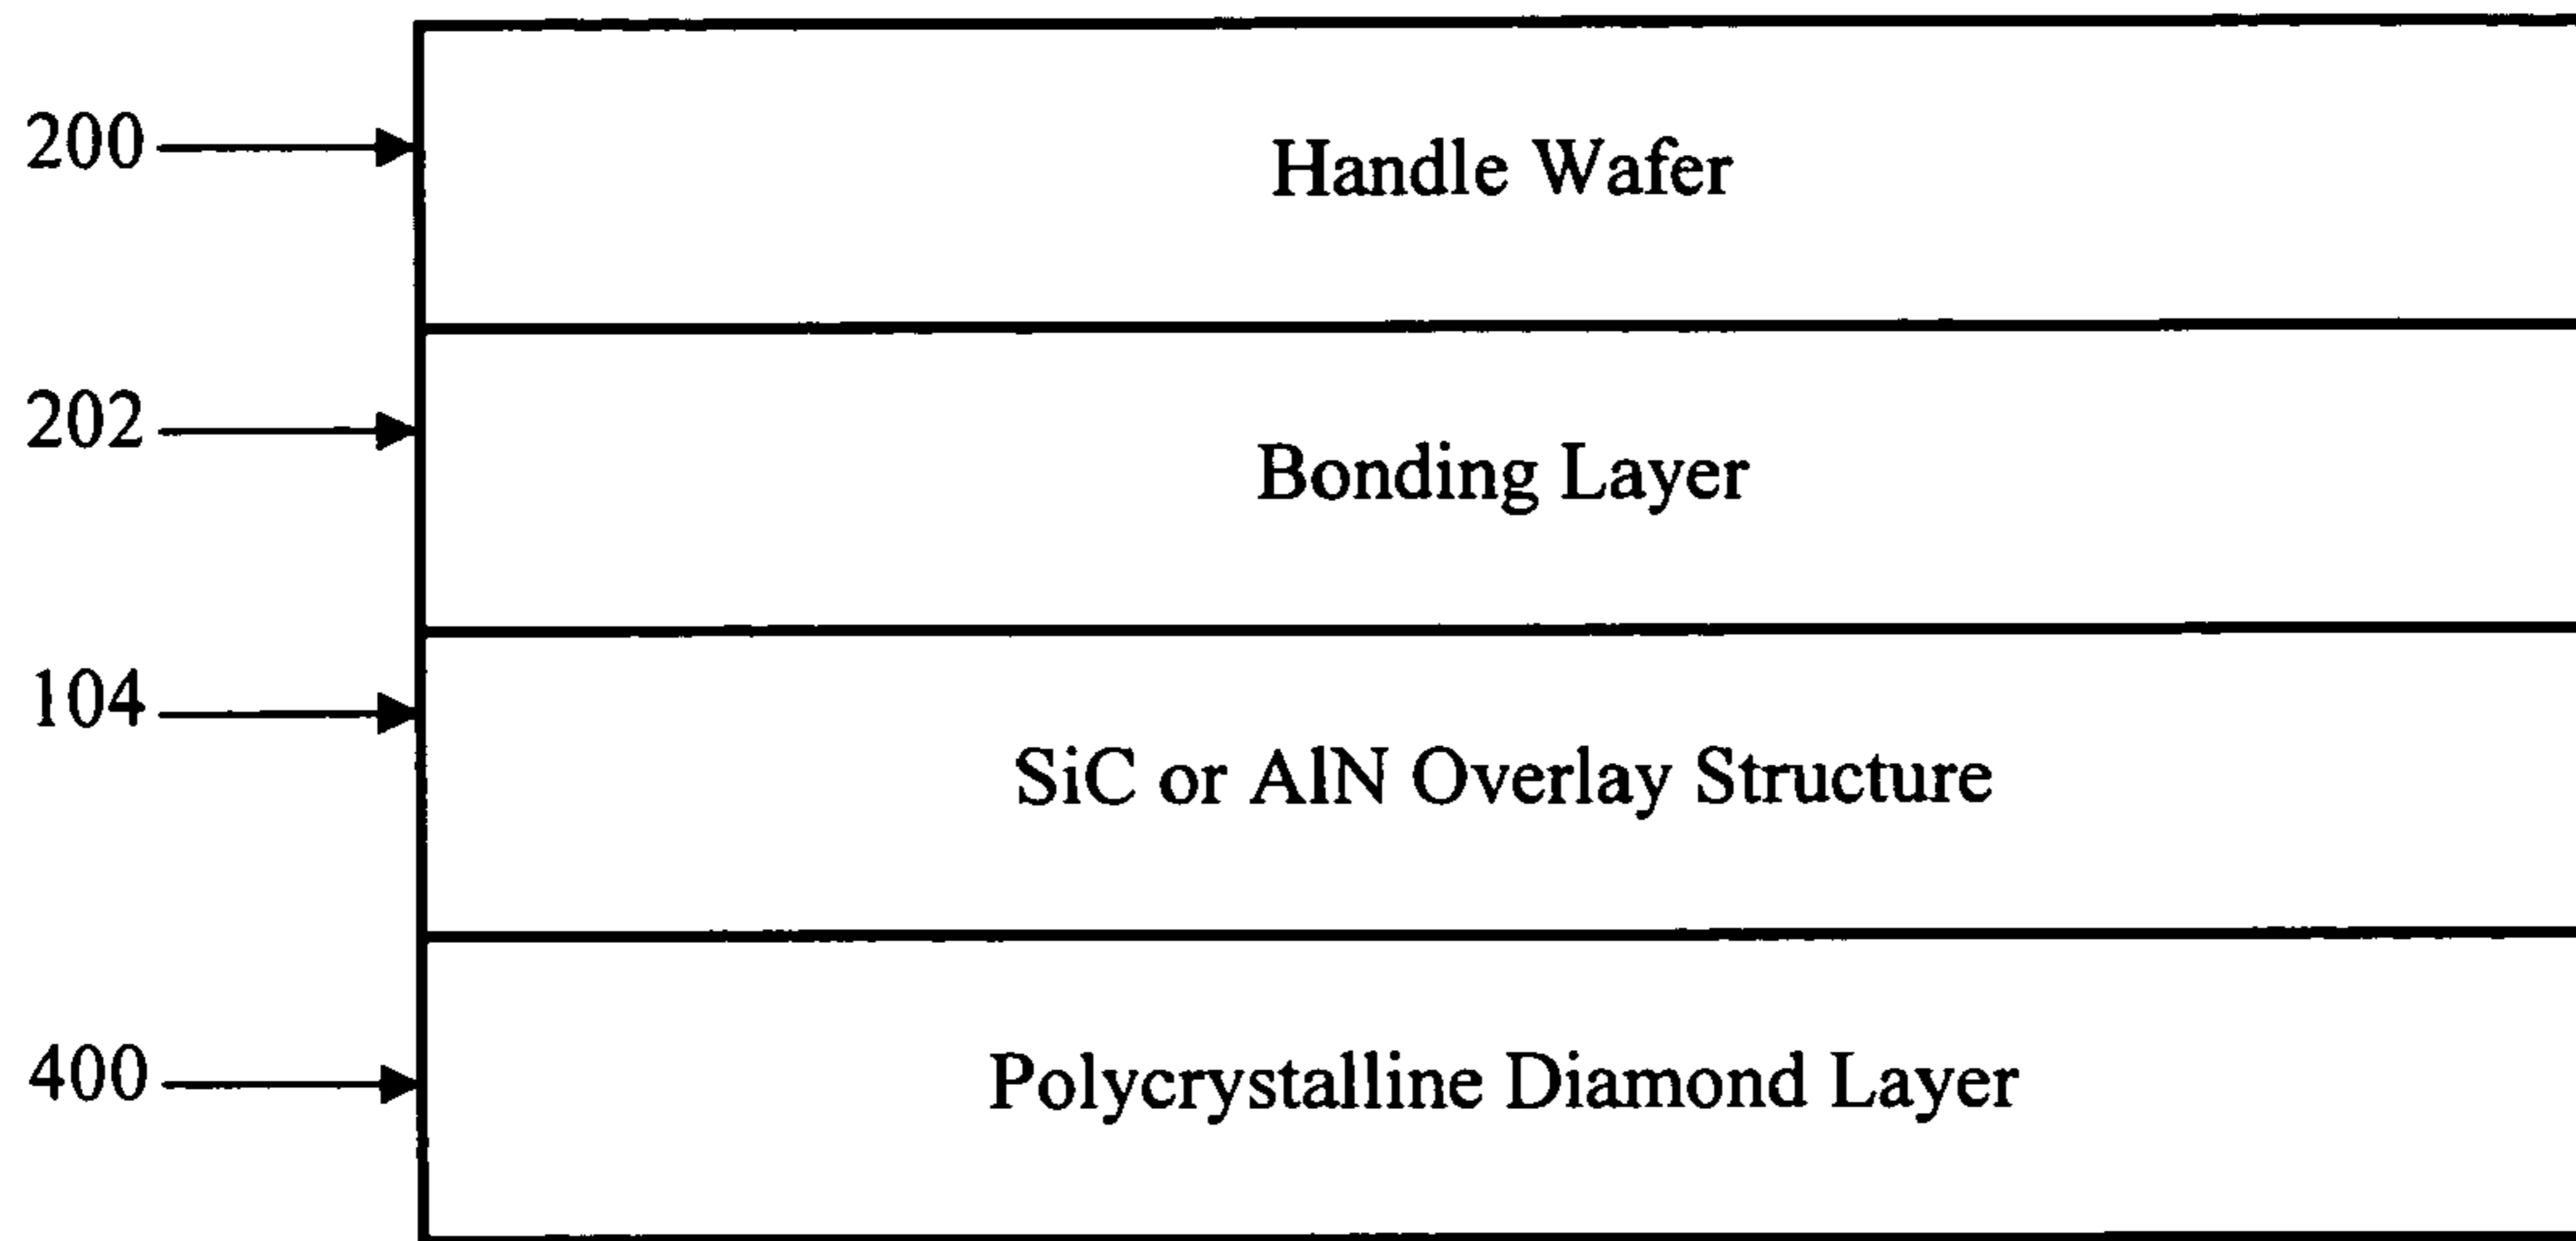 200
Handle Wafer
202
Bonding Layer
104
SiC or AlN Overlay Structure
400
Polycrystalline Diamond Layer